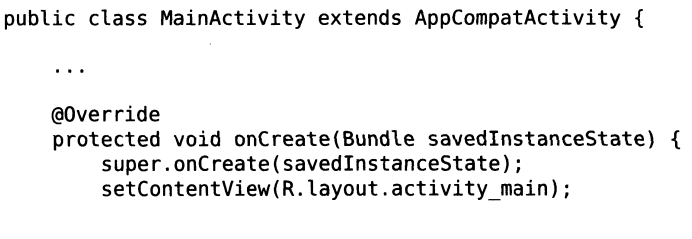 public class MainActivity extends AppCompatActivity {
...
@Override
protected void onCreate(Bundle savedInstanceState) {
super.onCreate(savedInstanceState);
setContentView(R.layout.activity_main);